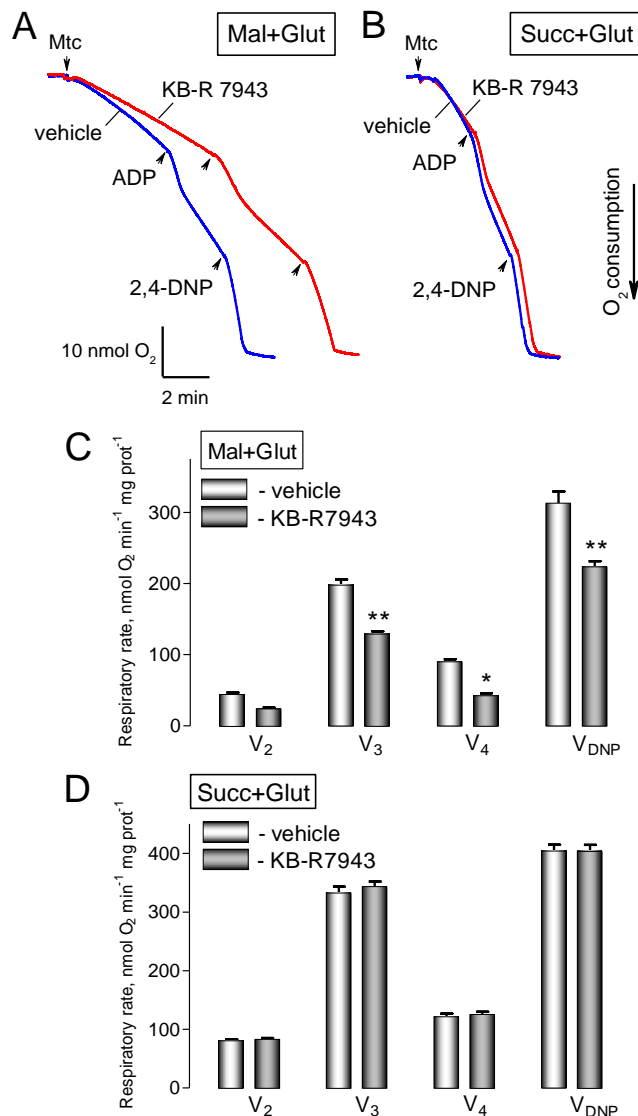 A
Mtc
Mal+Glut
KB-R 7943
vehicle
ADP
2,4-DNP
10 nmol O₂
2 min
B
Mtc
Succ+Glut
KB-R 7943
vehicle
ADP
2,4-DNP
O₂ consumption
C
Mal+Glut
- vehicle
- KB-R7943
Respiratory rate, nmol O₂ min⁻¹ mg prot⁻¹
300
200
100
0
**
*
**
V₂
V₃
V₄
V_DNP
D
Succ+Glut
- vehicle
- KB-R7943
Respiratory rate, nmol O₂ min⁻¹ mg prot⁻¹
400
300
200
100
0
V₂
V₃
V₄
V_DNP